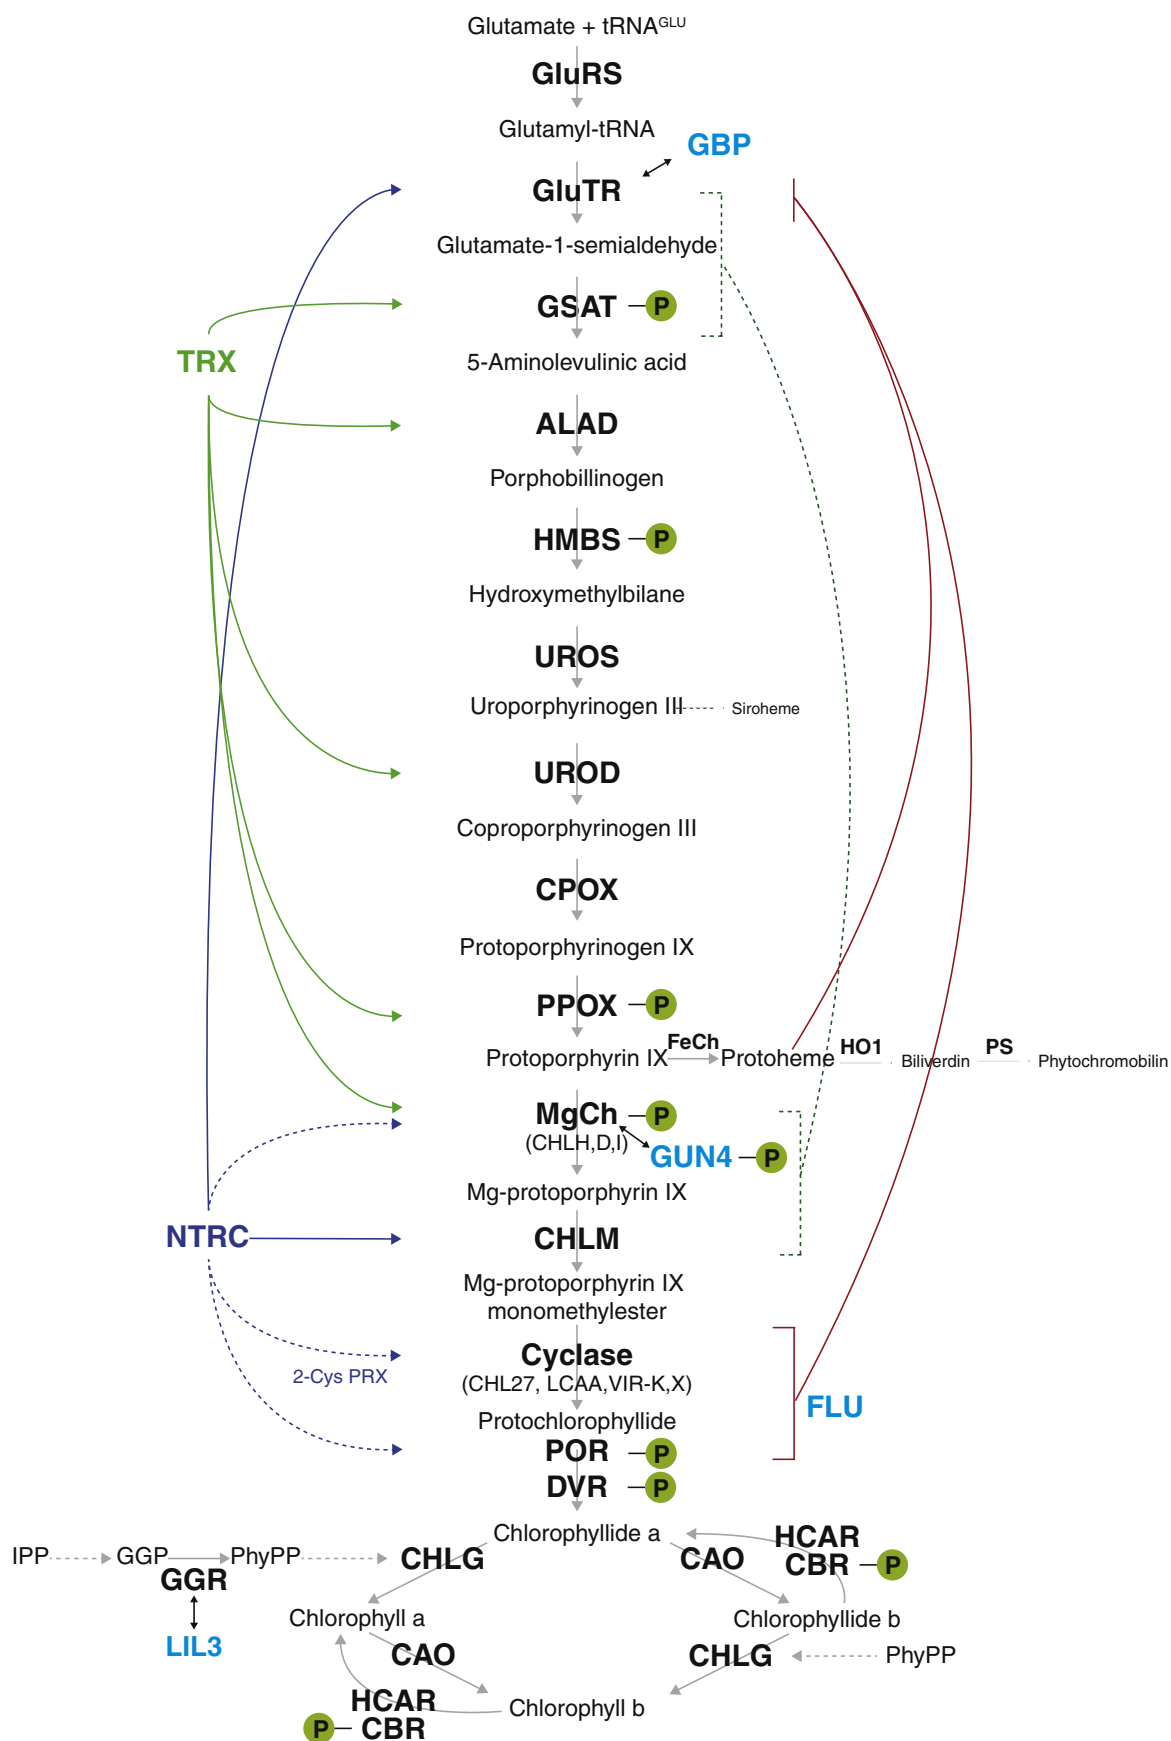 Glutamate + tRNA^GLU
GluRS
Glutamyl-tRNA
GBP
GluTR
Glutamate-1-semialdehyde
GSAT P
TRX
5-Aminolevulinic acid
ALAD
Porphobillinogen
HMBS P
Hydroxymethylbilane
UROS
Uroporphyrinogen III Siroheme
UROD
Coproporphyrinogen III
CPOX
Protoporphyrinogen IX
PPOX P
Protoporphyrin IX FeCh Protoheme HO1 Biliverdin PS Phytochromobilin
MgCh P
(CHLH,D,I)
GUN4 P
Mg-protoporphyrin IX
NTRC
CHLM
Mg-protoporphyrin IX
monomethylester
Cyclase
2-Cys PRX
(CHL27, LCAA,VIR-K,X)
FLU
Protochlorophyllide
POR P
DVR P
Chlorophyllide a
HCAR
IPP GGP PhyPP CHLG CAO CBR P
GGR
Chlorophyll a Chlorophyllide b
LIL3 CAO CHLG PhyPP
HCAR
Chlorophyll b
P CBR